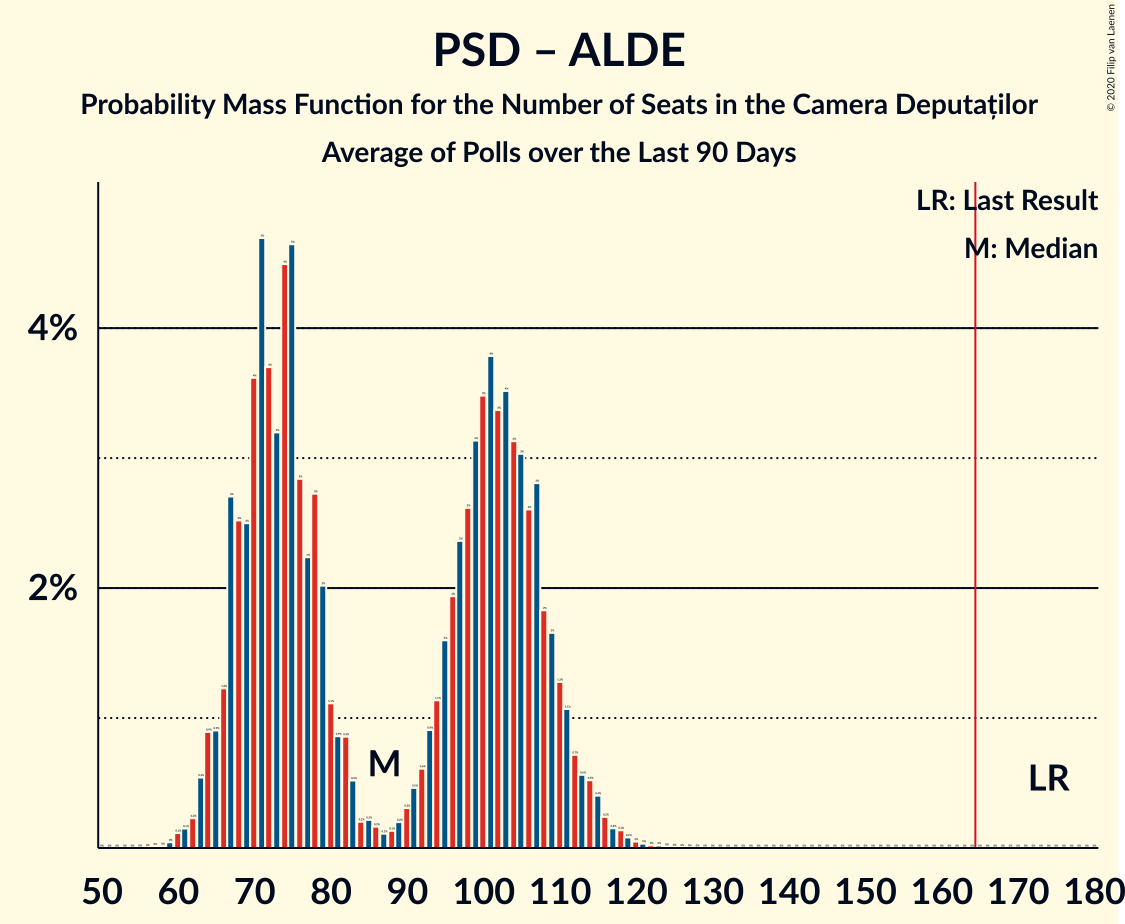 PSD – ALDE
Probability Mass Function for the Number of Seats in the Camera Deputaților
Average of Polls over the Last 90 Days
© 2020 Filip van Laenen
LR: Last Result
M: Median
4%
2%
M
LR
50 60 70 80 90 100 110 120 130 140 150 160 170 180